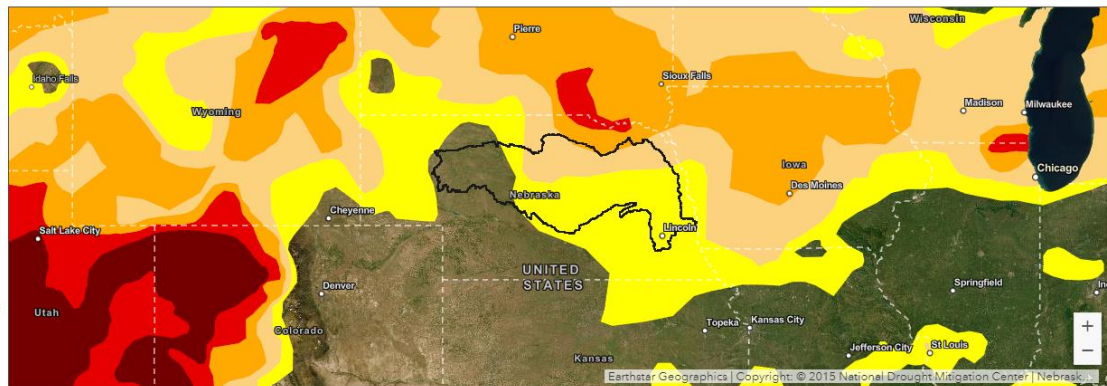 Wisconsin
Pierre
Idaho Falls
Sioux Falls
Wyoming
Madison
Milwaukee
Iowa
Chicago
Nebraska
Des Moines
Cheyenne
Lincoln
Salt Lake City
UNITED
STATES
Denver
Springfield
Utah
Colorado
Topeka
Kansas City
Kansas
Jefferson City
St Louis
In
+
−
Earthstar Geographics | Copyright: © 2015 National Drought Mitigation Center | Nebrask...